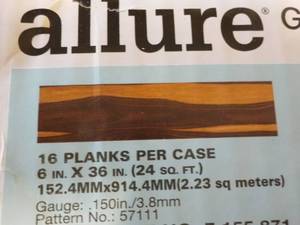 allure® G
16 PLANKS PER CASE
6 IN. X 36 IN. (24 SQ. FT.)
152.4MMx914.4MM(2.23 sq meters)
Gauge: .150in./3.8mm
Pattern No.: 57111